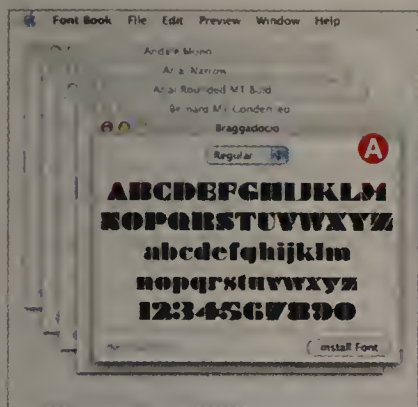 Font Book File Edit Preview Window Help
Andale Mono
Arial Narrow
Arial Rounded MT Bold
Bernard MT Condensed
Braggadocio
Regular
A
ABCDEFGHIJKLM
NOPQRSTUVWXYZ
abcdefghijklm
nopqrstuvwxyz
1234567890
Install Font